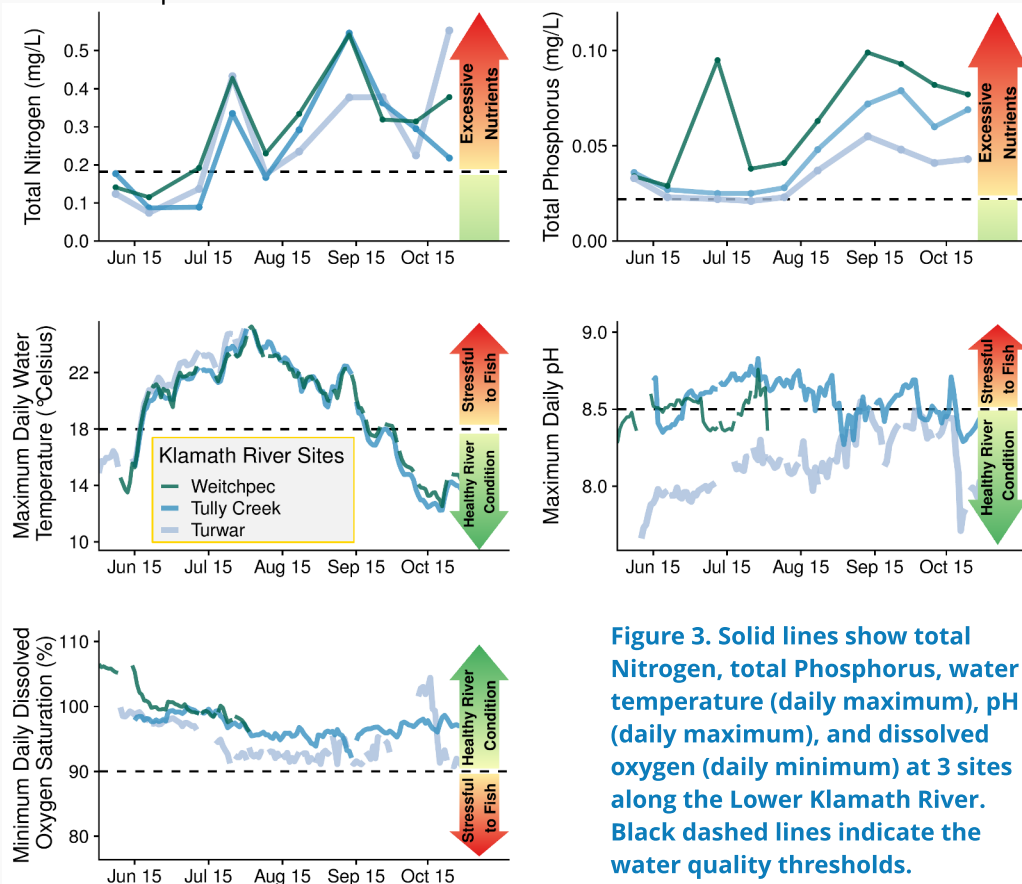 Total Nitrogen (mg/L)
0.5
0.4
0.3
0.2
0.1
0.0
Jun 15 Jul 15 Aug 15 Sep 15 Oct 15
Excessive
Nutrients
Total Phosphorus (mg/L)
0.10
0.05
0.00
Jun 15 Jul 15 Aug 15 Sep 15 Oct 15
Excessive
Nutrients
Maximum Daily Water
Temperature (°Celsius)
22
18
14
10
Jun 15 Jul 15 Aug 15 Sep 15 Oct 15
Stressful
to Fish
Healthy River
Condition
Klamath River Sites
Weitchpec
Tully Creek
Turwar
Maximum Daily pH
9.0
8.5
8.0
Jun 15 Jul 15 Aug 15 Sep 15 Oct 15
Stressful
to Fish
Healthy River
Condition
Minimum Daily Dissolved
Oxygen Saturation (%)
110
100
90
80
Jun 15 Jul 15 Aug 15 Sep 15 Oct 15
Healthy River
Condition
Stressful
to Fish
Figure 3. Solid lines show total
Nitrogen, total Phosphorus, water
temperature (daily maximum), pH
(daily maximum), and dissolved
oxygen (daily minimum) at 3 sites
along the Lower Klamath River.
Black dashed lines indicate the
water quality thresholds.